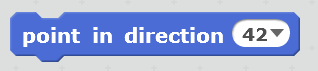 point in direction 42